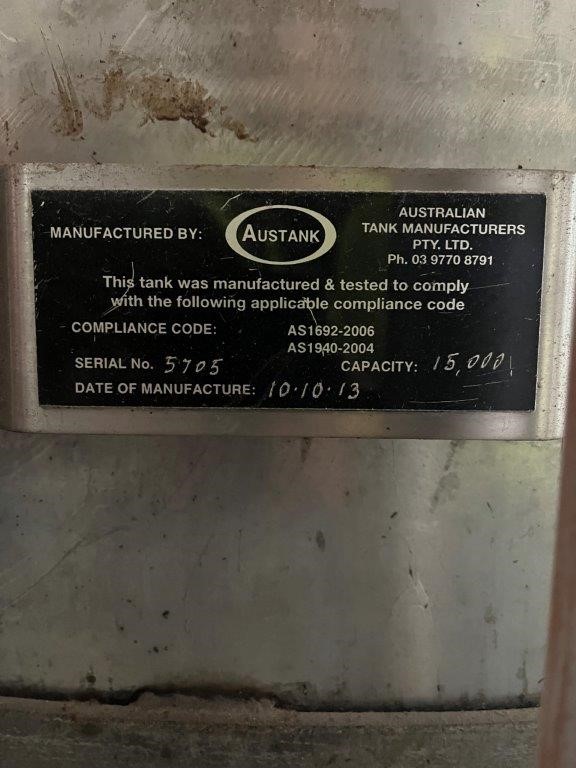 MANUFACTURED BY:
AUSTANK
AUSTRALIAN
TANK MANUFACTURERS
PTY. LTD.
Ph. 03 9770 8791
This tank was manufactured & tested to comply
with the following applicable compliance code
COMPLIANCE CODE: AS1692-2006
AS1940-2004
SERIAL No. 5705 CAPACITY: 15,000
DATE OF MANUFACTURE: 10.10.13